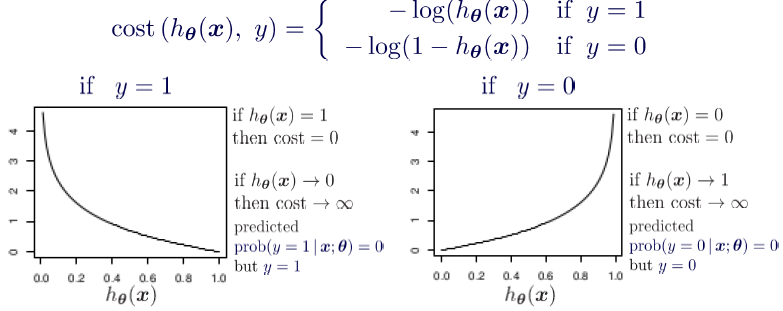 cost (h_θ(x), y) = { −log(h_θ(x)) if y = 1
−log(1 − h_θ(x)) if y = 0
if y = 1
4
3
2
1
0
0.0 0.2 0.4 0.6 0.8 1.0
h_θ(x)
if h_θ(x) = 1
then cost = 0
if h_θ(x) → 0
then cost → ∞
predicted
prob(y = 1 | x; θ) = 0
but y = 1
if y = 0
4
3
2
1
0
0.0 0.2 0.4 0.6 0.8 1.0
h_θ(x)
if h_θ(x) = 0
then cost = 0
if h_θ(x) → 1
then cost → ∞
predicted
prob(y = 0 | x; θ) = 0
but y = 0